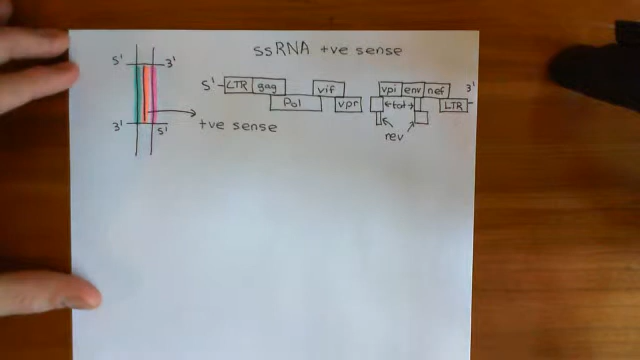 ssRNA +ve sense
5' 3'
3' 5'
+ve sense
5' LTR gag vif vpi env nef 3'
Pol vpr tat LTR
rev